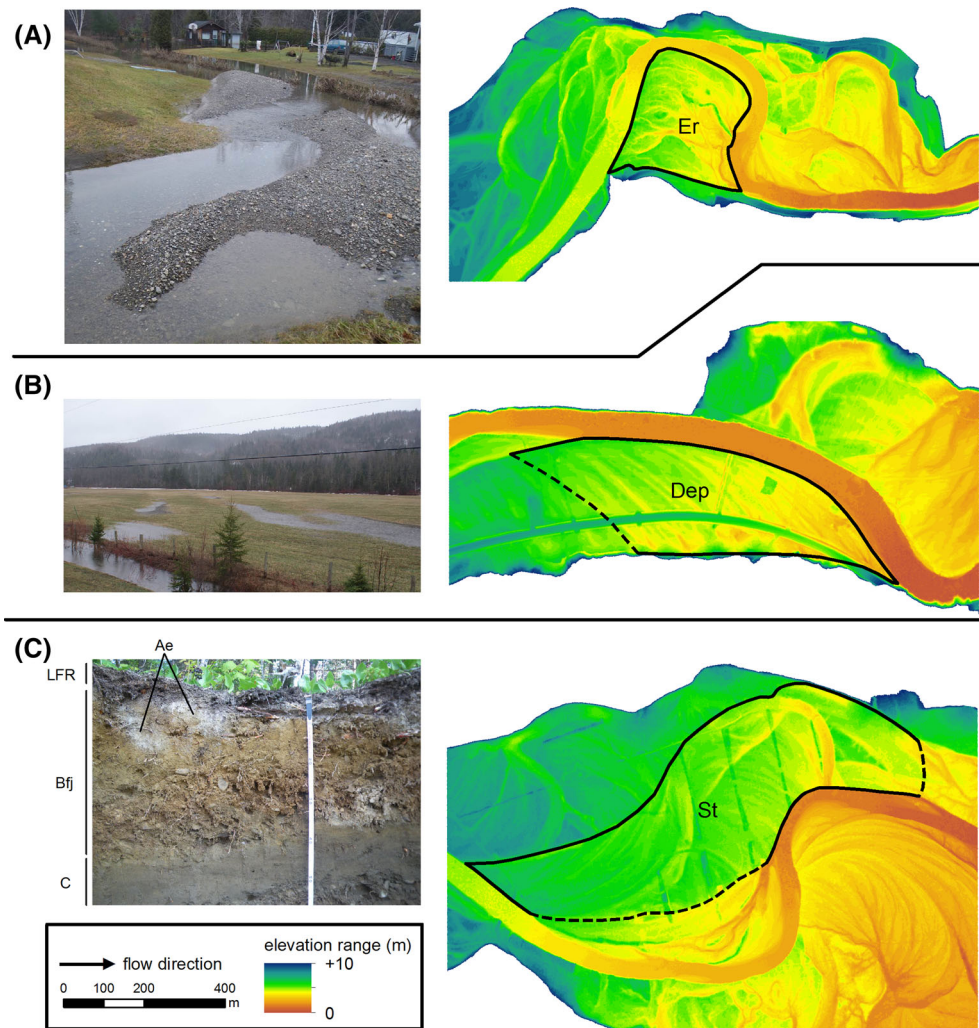 (A)
Er
(B)
Dep
(C)
Ae
LFR
Bfj
C
St
flow direction
0 100 200 400
m
elevation range (m)
+10
0